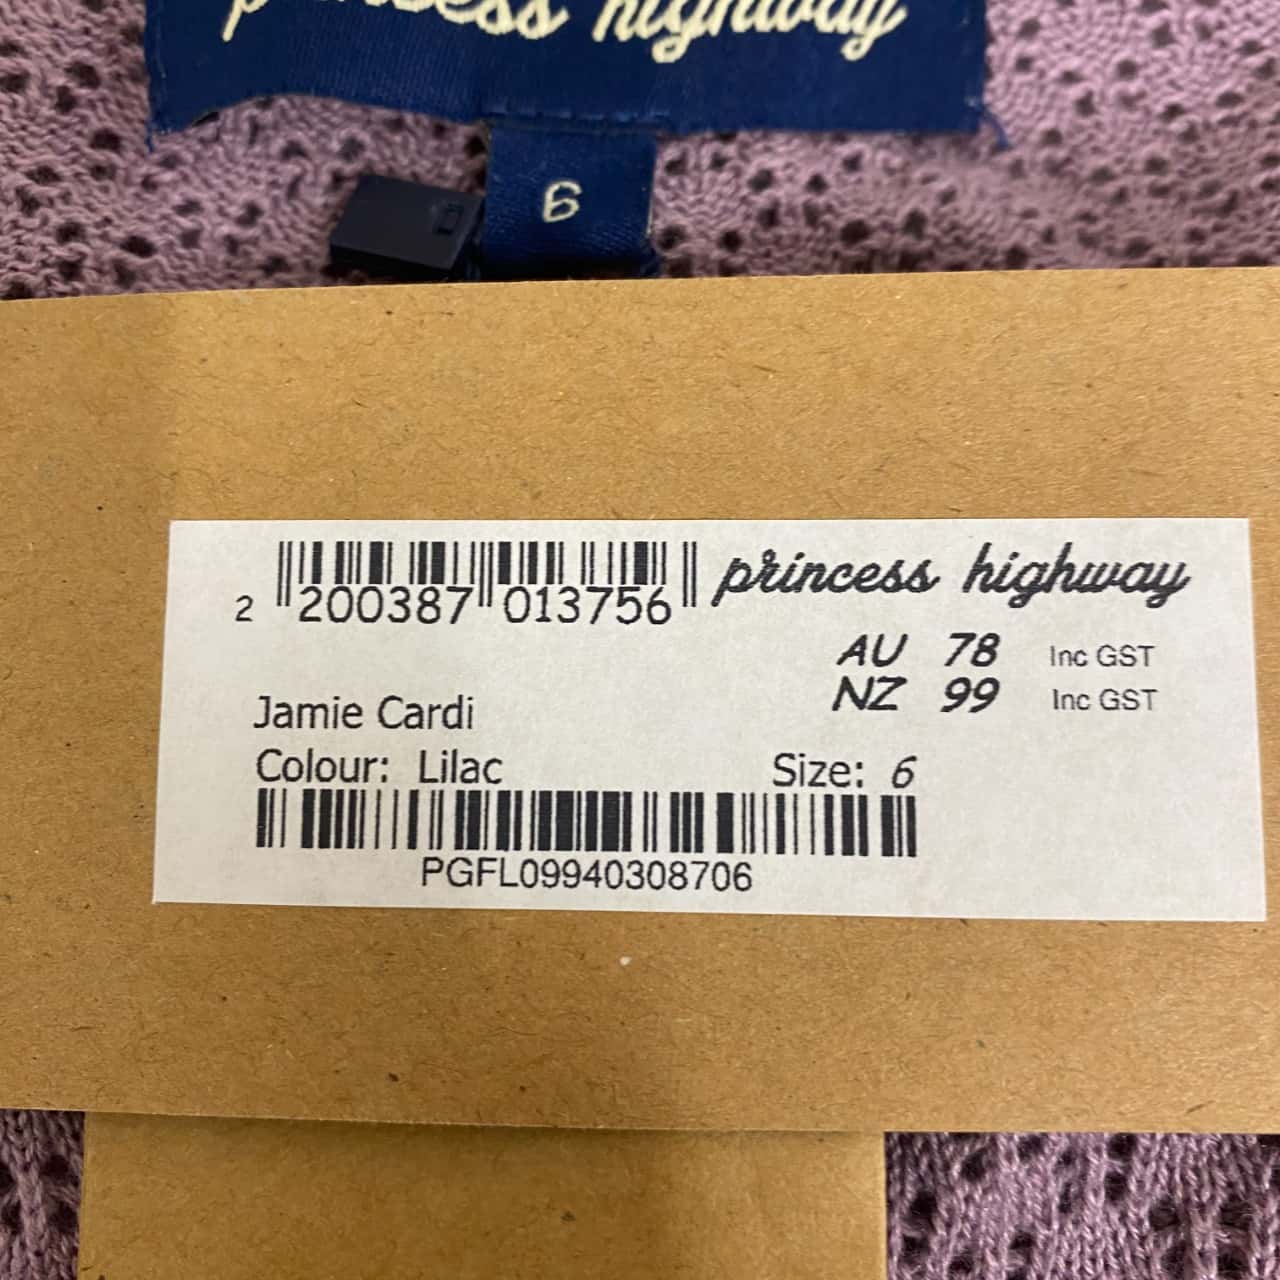 princess highway
6
2 200387 013756
princess highway
AU 78 Inc GST
NZ 99 Inc GST
Jamie Cardi
Colour: Lilac Size: 6
PGFL09940308706